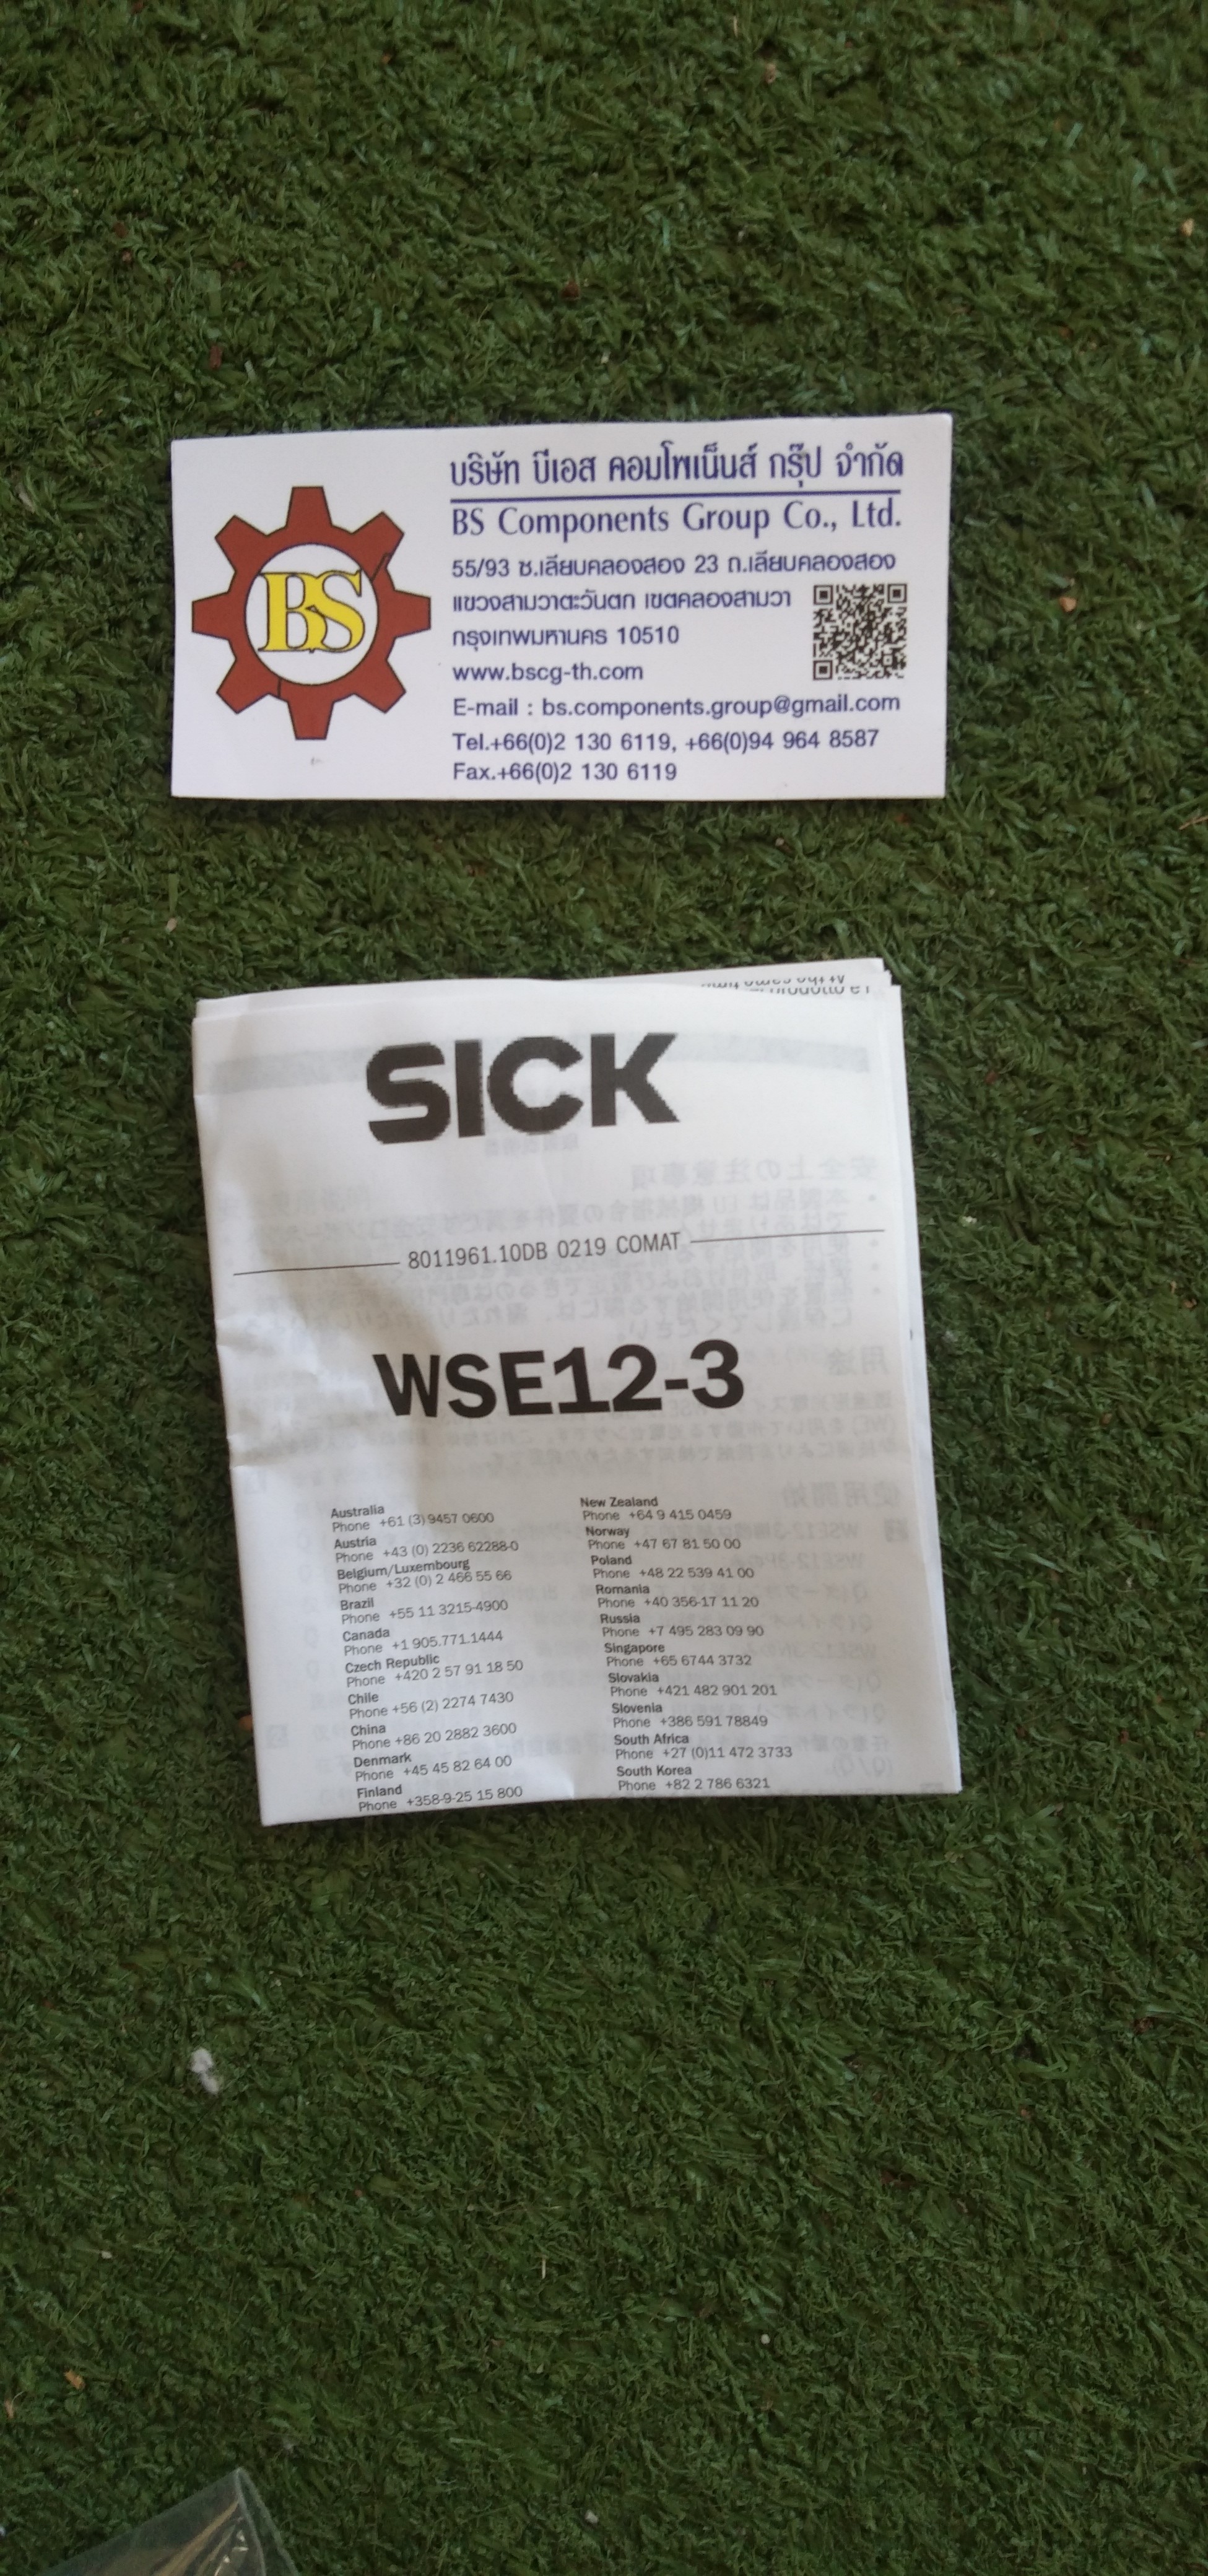 บริษัท บีเอส คอมโพเน็นส์ กรุ๊ป จำกัด
BS Components Group Co., Ltd.
BS
55/93 ซ.เลียบคลองสอง 23 ถ.เลียบคลองสอง
แขวงสามวาตะวันตก เขตคลองสามวา
กรุงเทพมหานคร 10510
www.bscg-th.com
E-mail : bs.components.group@gmail.com
Tel.+66(0)2 130 6119, +66(0)94 964 8587
Fax.+66(0)2 130 6119
SICK
8011961.10DB 0219 COMAT
WSE12-3
Australia
Phone +61 (3) 9457 0600
Austria
Phone +43 (0) 2236 62288-0
Belgium/Luxembourg
Phone +32 (0) 2 466 55 66
Brazil
Phone +55 11 3215-4900
Canada
Phone +1 905.771.1444
Czech Republic
Phone +420 2 57 91 18 50
Chile
Phone +56 (2) 2274 7430
China
Phone +86 20 2882 3600
Denmark
Phone +45 45 82 64 00
Finland
Phone +358-9-25 15 800
New Zealand
Phone +64 9 415 0459
Norway
Phone +47 67 81 50 00
Poland
Phone +48 22 539 41 00
Romania
Phone +40 356-17 11 20
Russia
Phone +7 495 283 09 90
Singapore
Phone +65 6744 3732
Slovakia
Phone +421 482 901 201
Slovenia
Phone +386 591 78849
South Africa
Phone +27 (0)11 472 3733
South Korea
Phone +82 2 786 6321